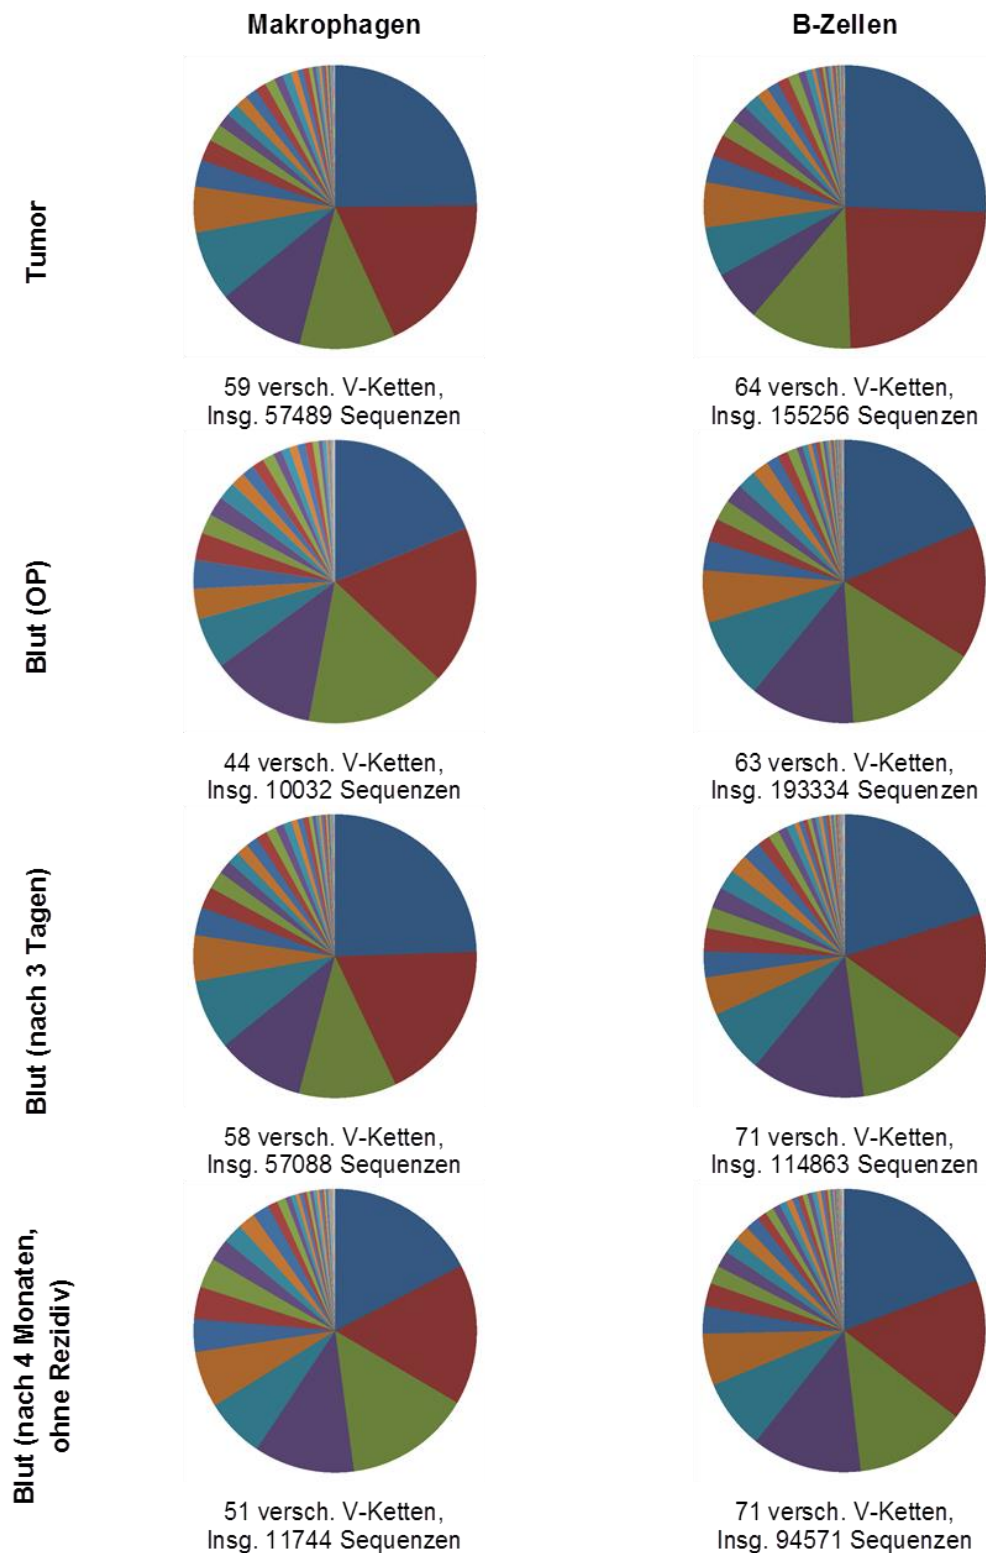 Makrophagen
B-Zellen
Tumor
59 versch. V-Ketten,
Insg. 57489 Sequenzen
64 versch. V-Ketten,
Insg. 155256 Sequenzen
Blut (OP)
44 versch. V-Ketten,
Insg. 10032 Sequenzen
63 versch. V-Ketten,
Insg. 193334 Sequenzen
Blut (nach 3 Tagen)
58 versch. V-Ketten,
Insg. 57088 Sequenzen
71 versch. V-Ketten,
Insg. 114863 Sequenzen
Blut (nach 4 Monaten,
ohne Rezidiv)
51 versch. V-Ketten,
Insg. 11744 Sequenzen
71 versch. V-Ketten,
Insg. 94571 Sequenzen